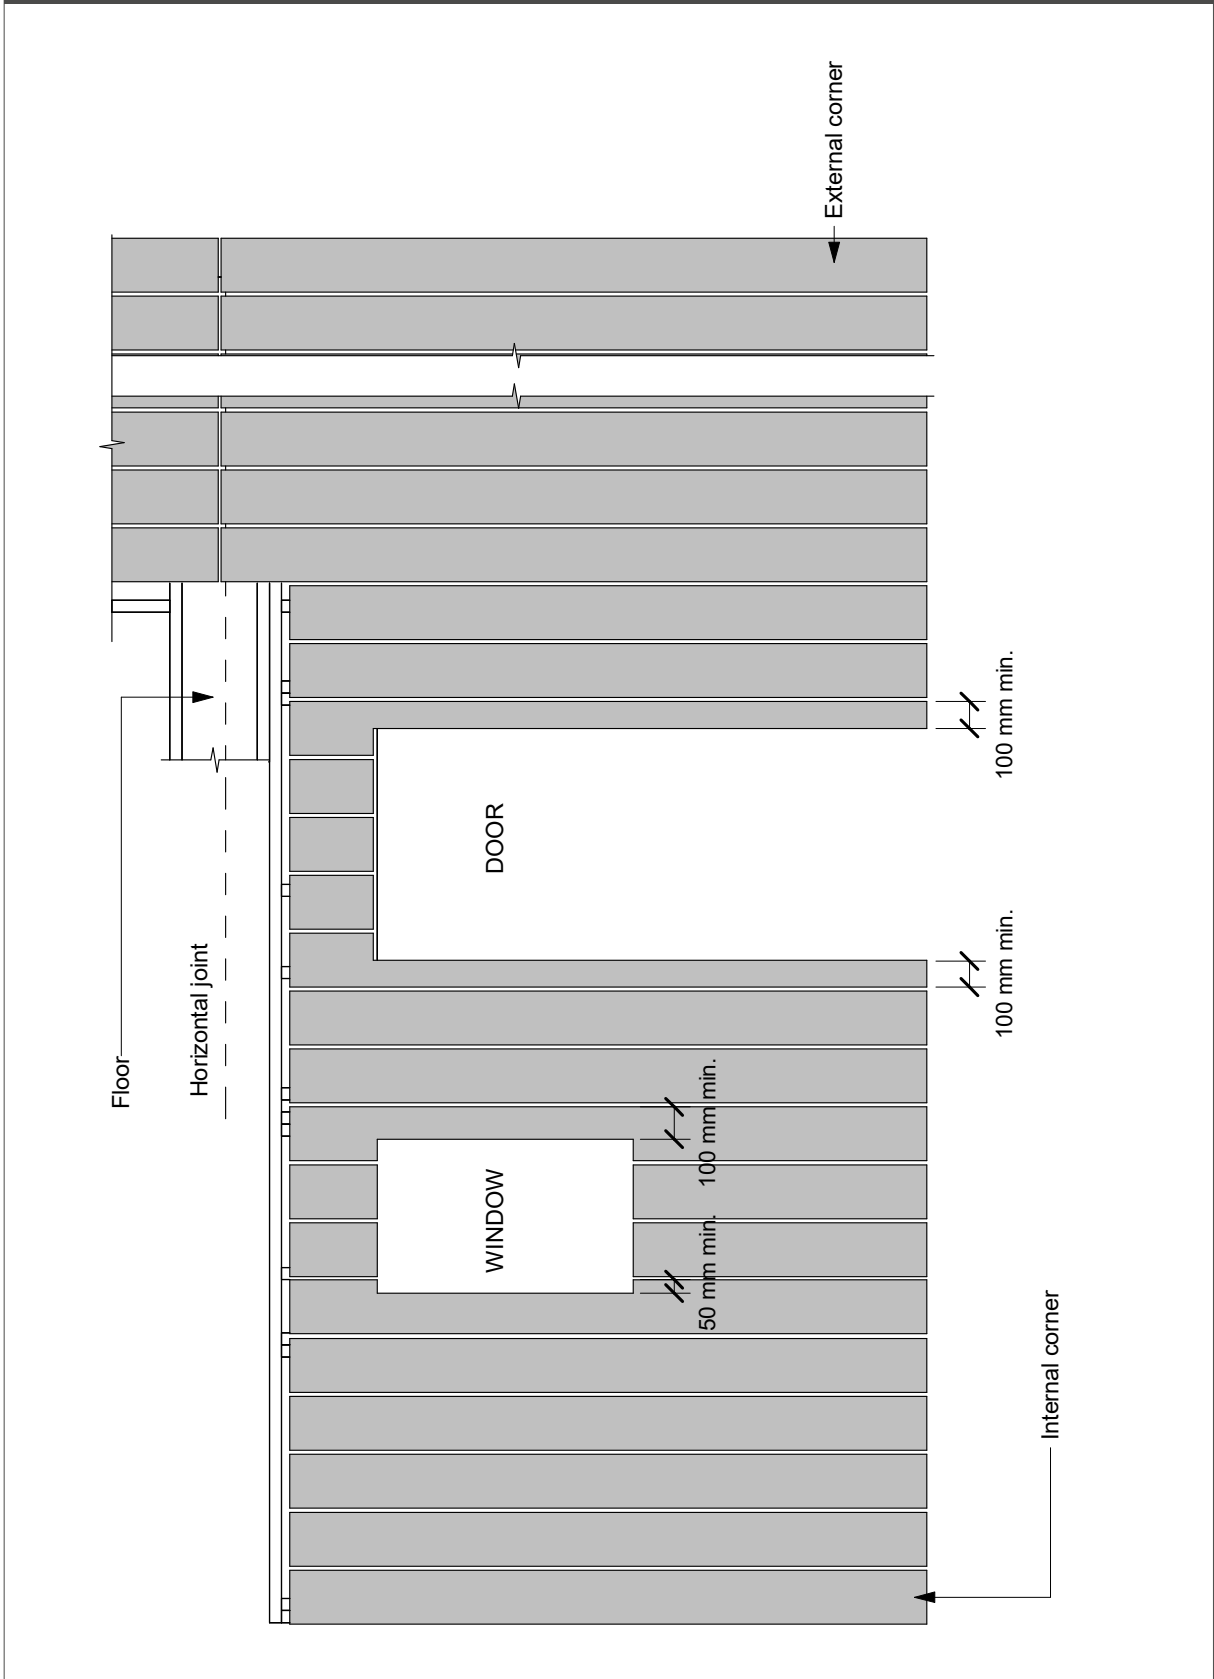 Floor
Horizontal joint
DOOR
WINDOW
External corner
Internal corner
50 mm min.
100 mm min.
100 mm min.
100 mm min.